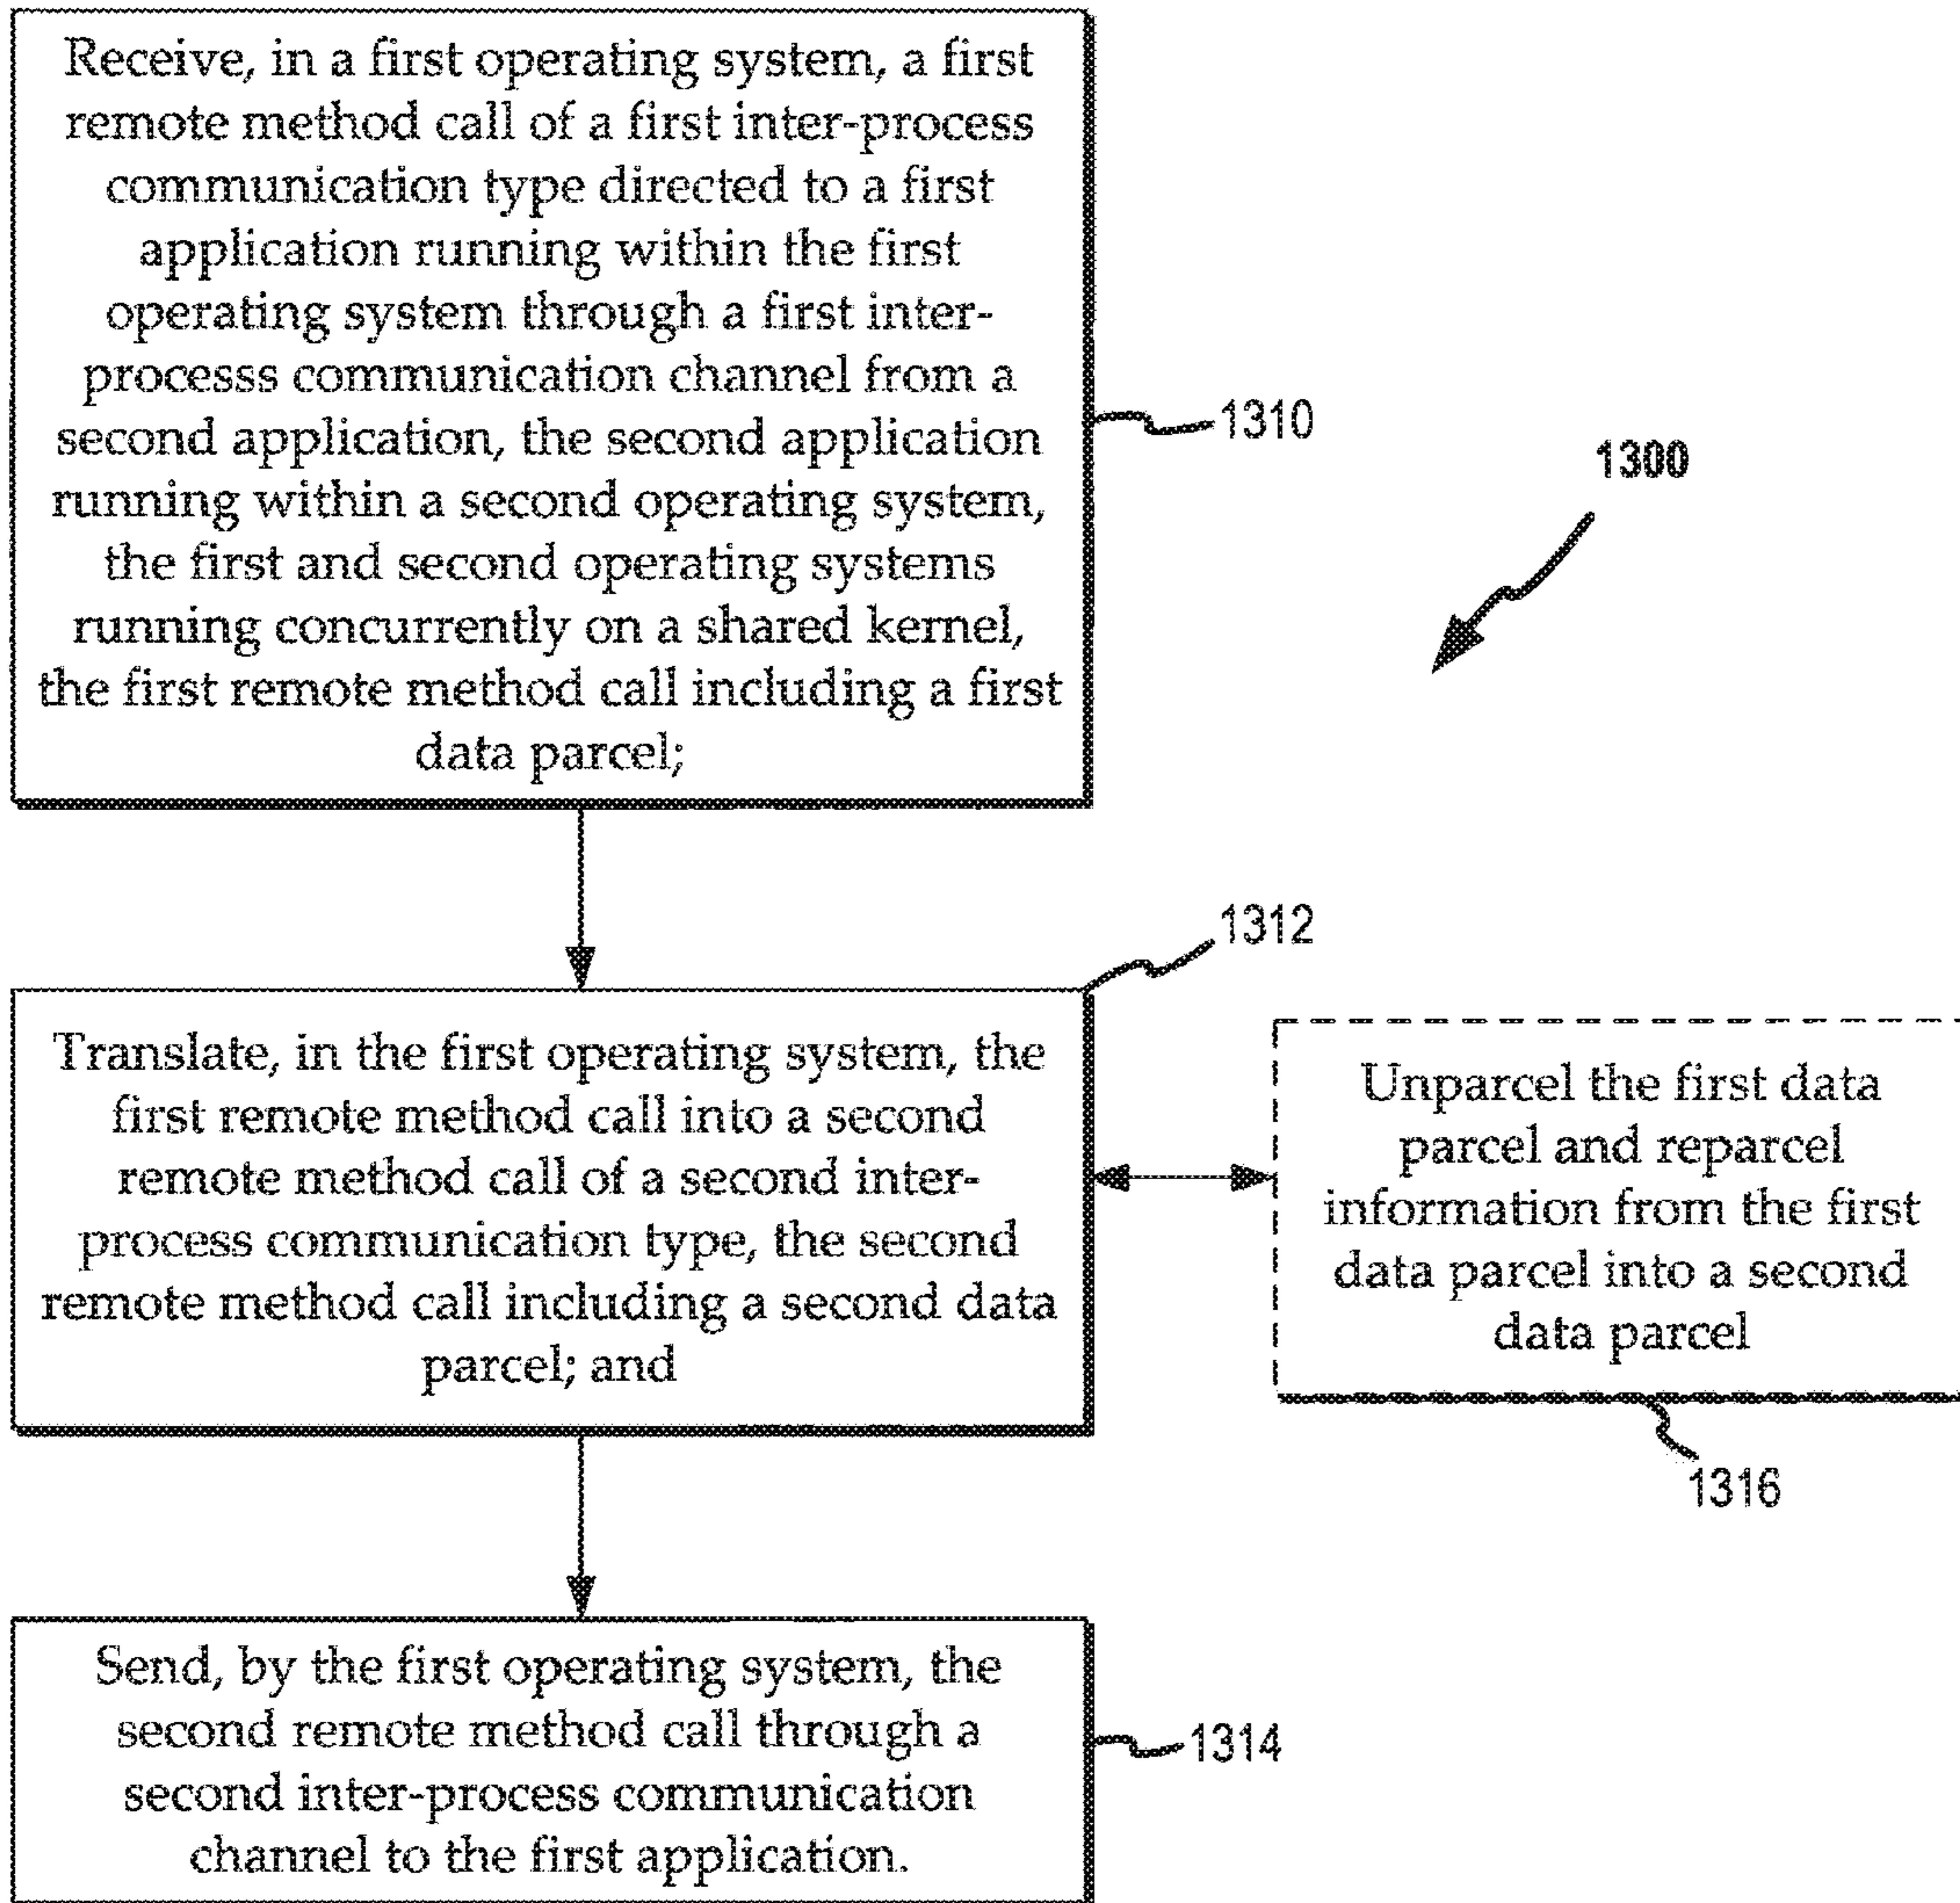 Receive, in a first operating system, a first
remote method call of a first inter-process
communication type directed to a first
application running within the first
operating system through a first inter-
processs communication channel from a
second application, the second application
running within a second operating system,
the first and second operating systems
running concurrently on a shared kernel,
the first remote method call including a first
data parcel;
1310
1300
1312
Translate, in the first operating system, the
first remote method call into a second
remote method call of a second inter-
process communication type, the second
remote method call including a second data
parcel; and
Unparcel the first data
parcel and reparcel
information from the first
data parcel into a second
data parcel
1316
Send, by the first operating system, the
second remote method call through a
second inter-process communication
channel to the first application.
1314